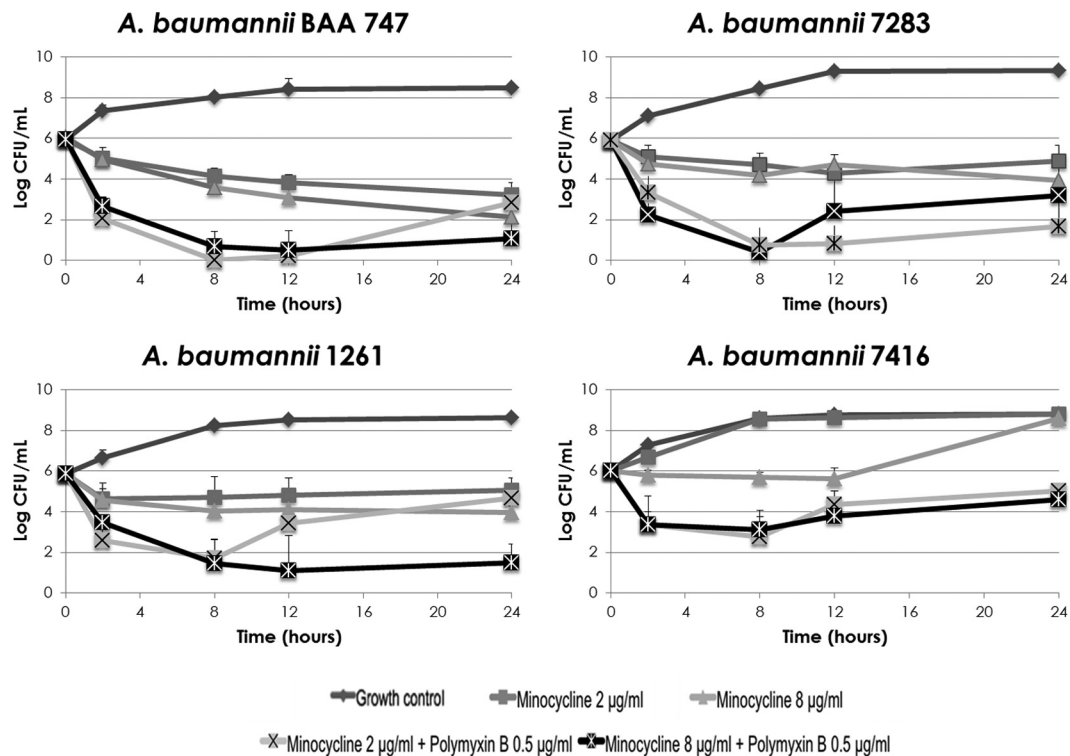 A. baumannii BAA 747
10
8
6
4
2
0
Log CFU/mL
0 4 8 12 16 20 24
Time (hours)
A. baumannii 7283
10
8
6
4
2
0
Log CFU/mL
0 4 8 12 16 20 24
Time (hours)
A. baumannii 1261
10
8
6
4
2
0
Log CFU/mL
0 4 8 12 16 20 24
Time (hours)
A. baumannii 7416
10
8
6
4
2
0
Log CFU/mL
0 4 8 12 16 20 24
Time (hours)
Growth control Minocycline 2 µg/ml Minocycline 8 µg/ml
Minocycline 2 µg/ml + Polymyxin B 0.5 µg/ml Minocycline 8 µg/ml + Polymyxin B 0.5 µg/ml